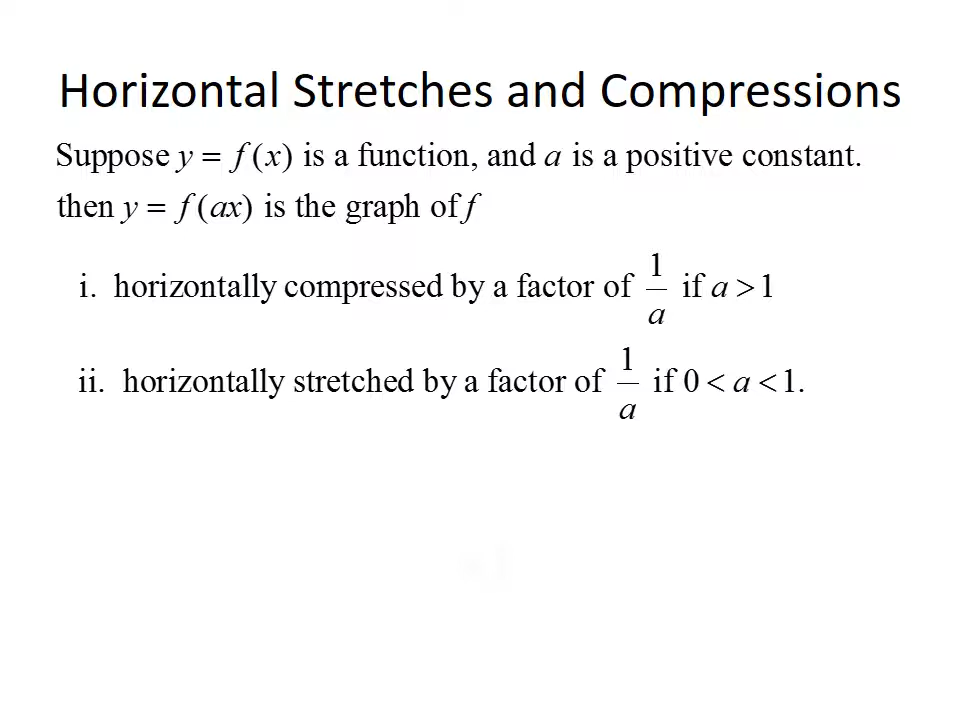 Horizontal Stretches and Compressions
Suppose y = f (x) is a function, and a is a positive constant.
then y = f (ax) is the graph of f
i. horizontally compressed by a factor of 1/a if a > 1
ii. horizontally stretched by a factor of 1/a if 0 < a < 1.